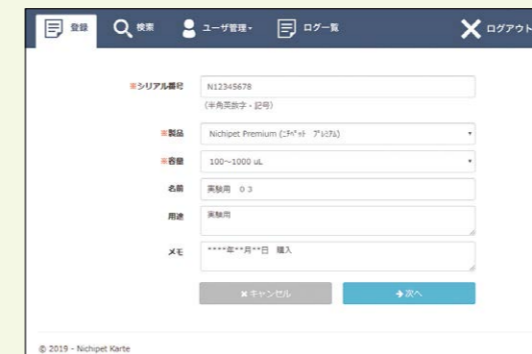 登録 検索 ユーザ管理 ログ一覧 ログアウト
※シリアル番号 N12345678
(半角英数字・記号)
※製品 Nichipet Premium (ﾆﾁﾍﾟｯﾄ ﾌﾟﾚﾐｱﾑ)
※容量 100～1000 uL
名前 実験用 03
用途 実験用
メモ ****年**月**日 購入
キャンセル 次へ
© 2019 - Nichipet Karte